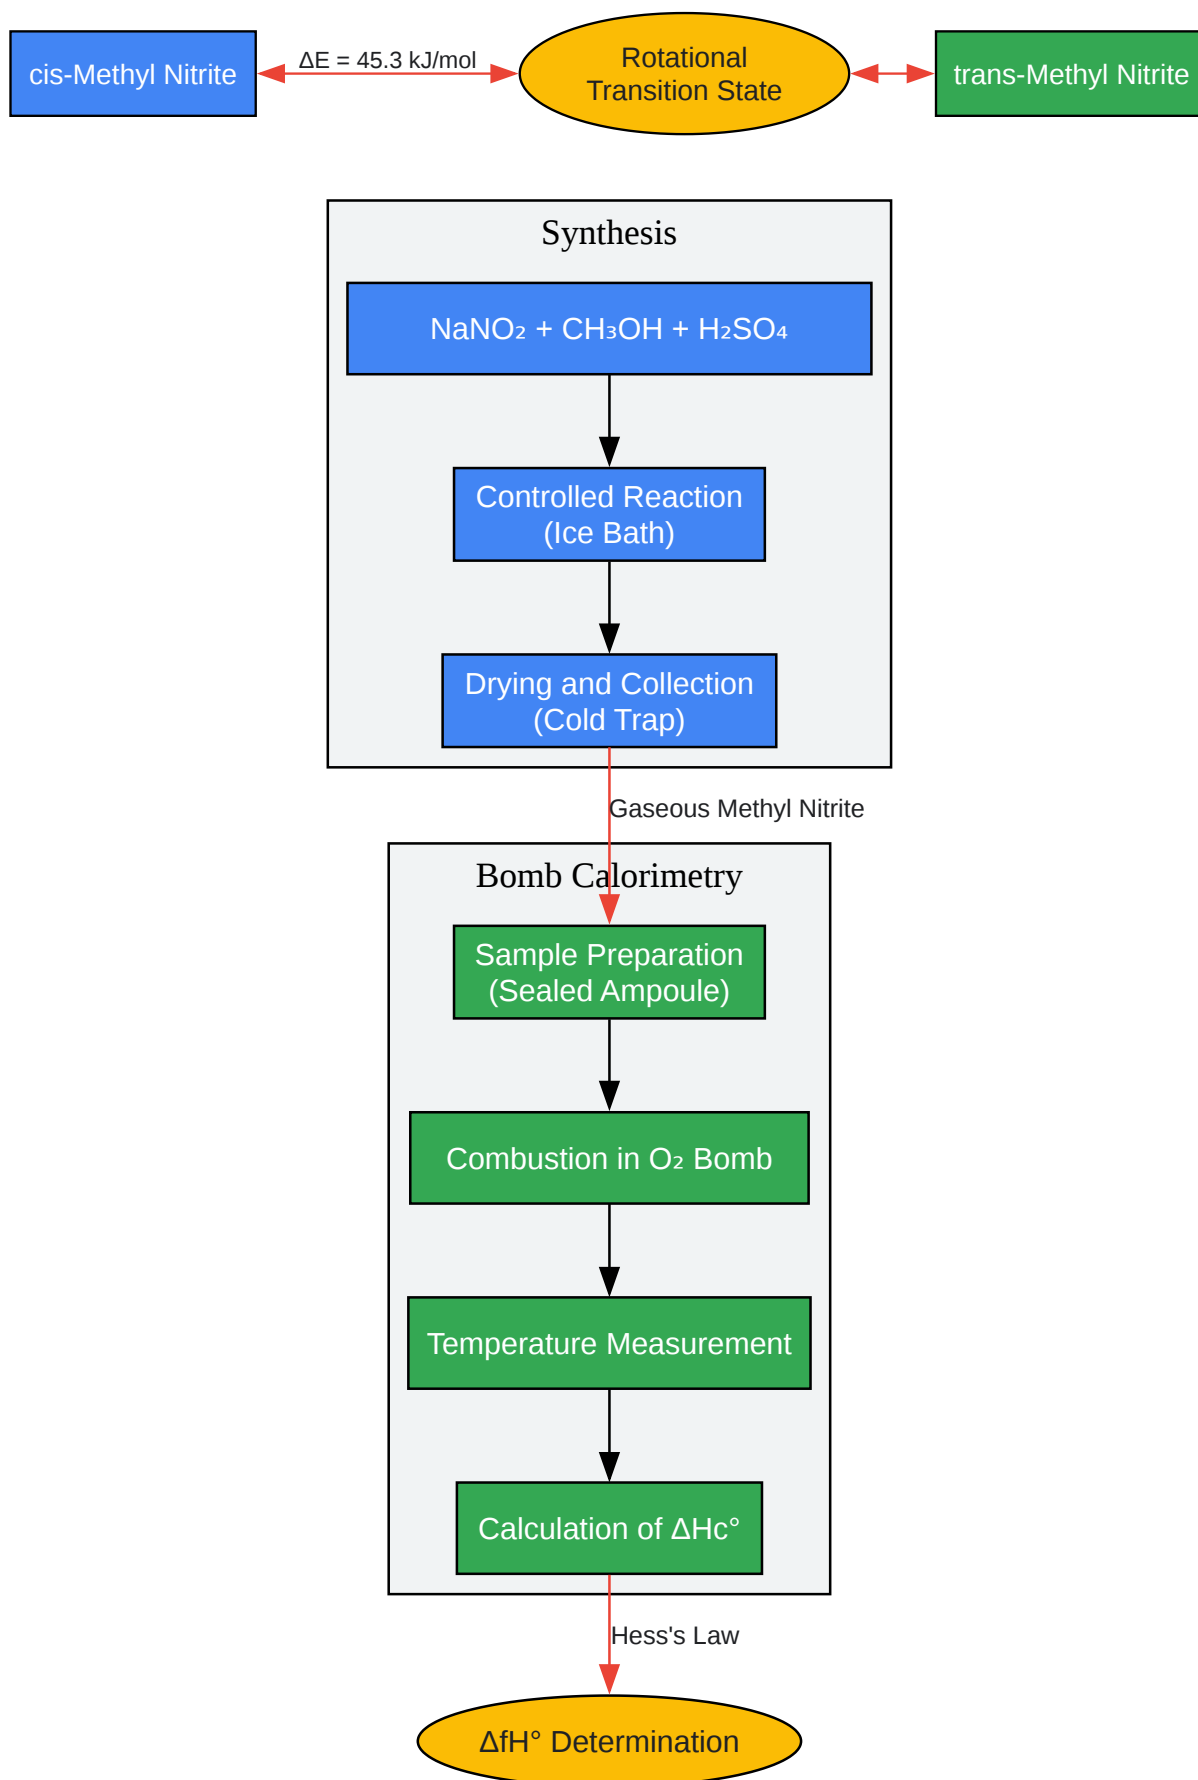 cis-Methyl Nitrite
ΔE = 45.3 kJ/mol
Rotational
Transition State
trans-Methyl Nitrite
Synthesis
NaNO₂ + CH₃OH + H₂SO₄
Controlled Reaction
(Ice Bath)
Drying and Collection
(Cold Trap)
Gaseous Methyl Nitrite
Bomb Calorimetry
Sample Preparation
(Sealed Ampoule)
Combustion in O₂ Bomb
Temperature Measurement
Calculation of ΔHc°
Hess's Law
ΔfH° Determination